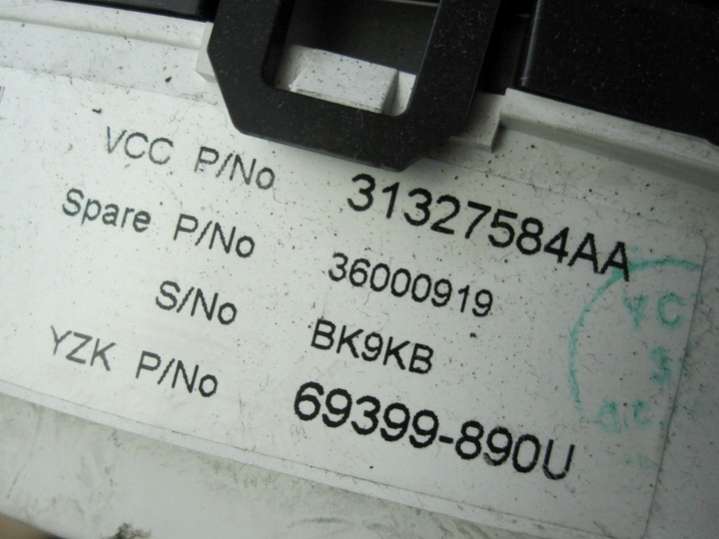 VCC P/No 31327584AA
Spare P/No 36000919
S/No BK9KB
YZK P/No 69399-890U